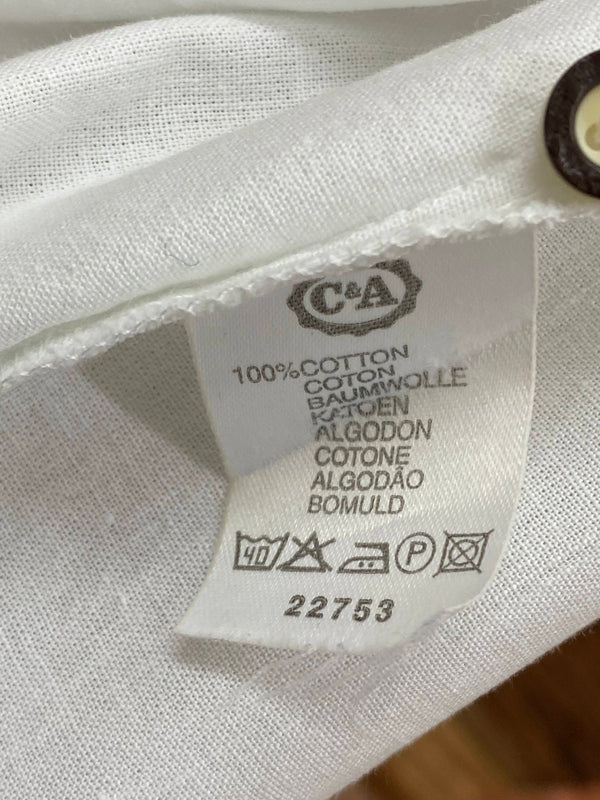 C&A
100%COTTON
COTON
BAUMWOLLE
KATOEN
ALGODON
COTONE
ALGODÃO
BOMULD
40 P
22753